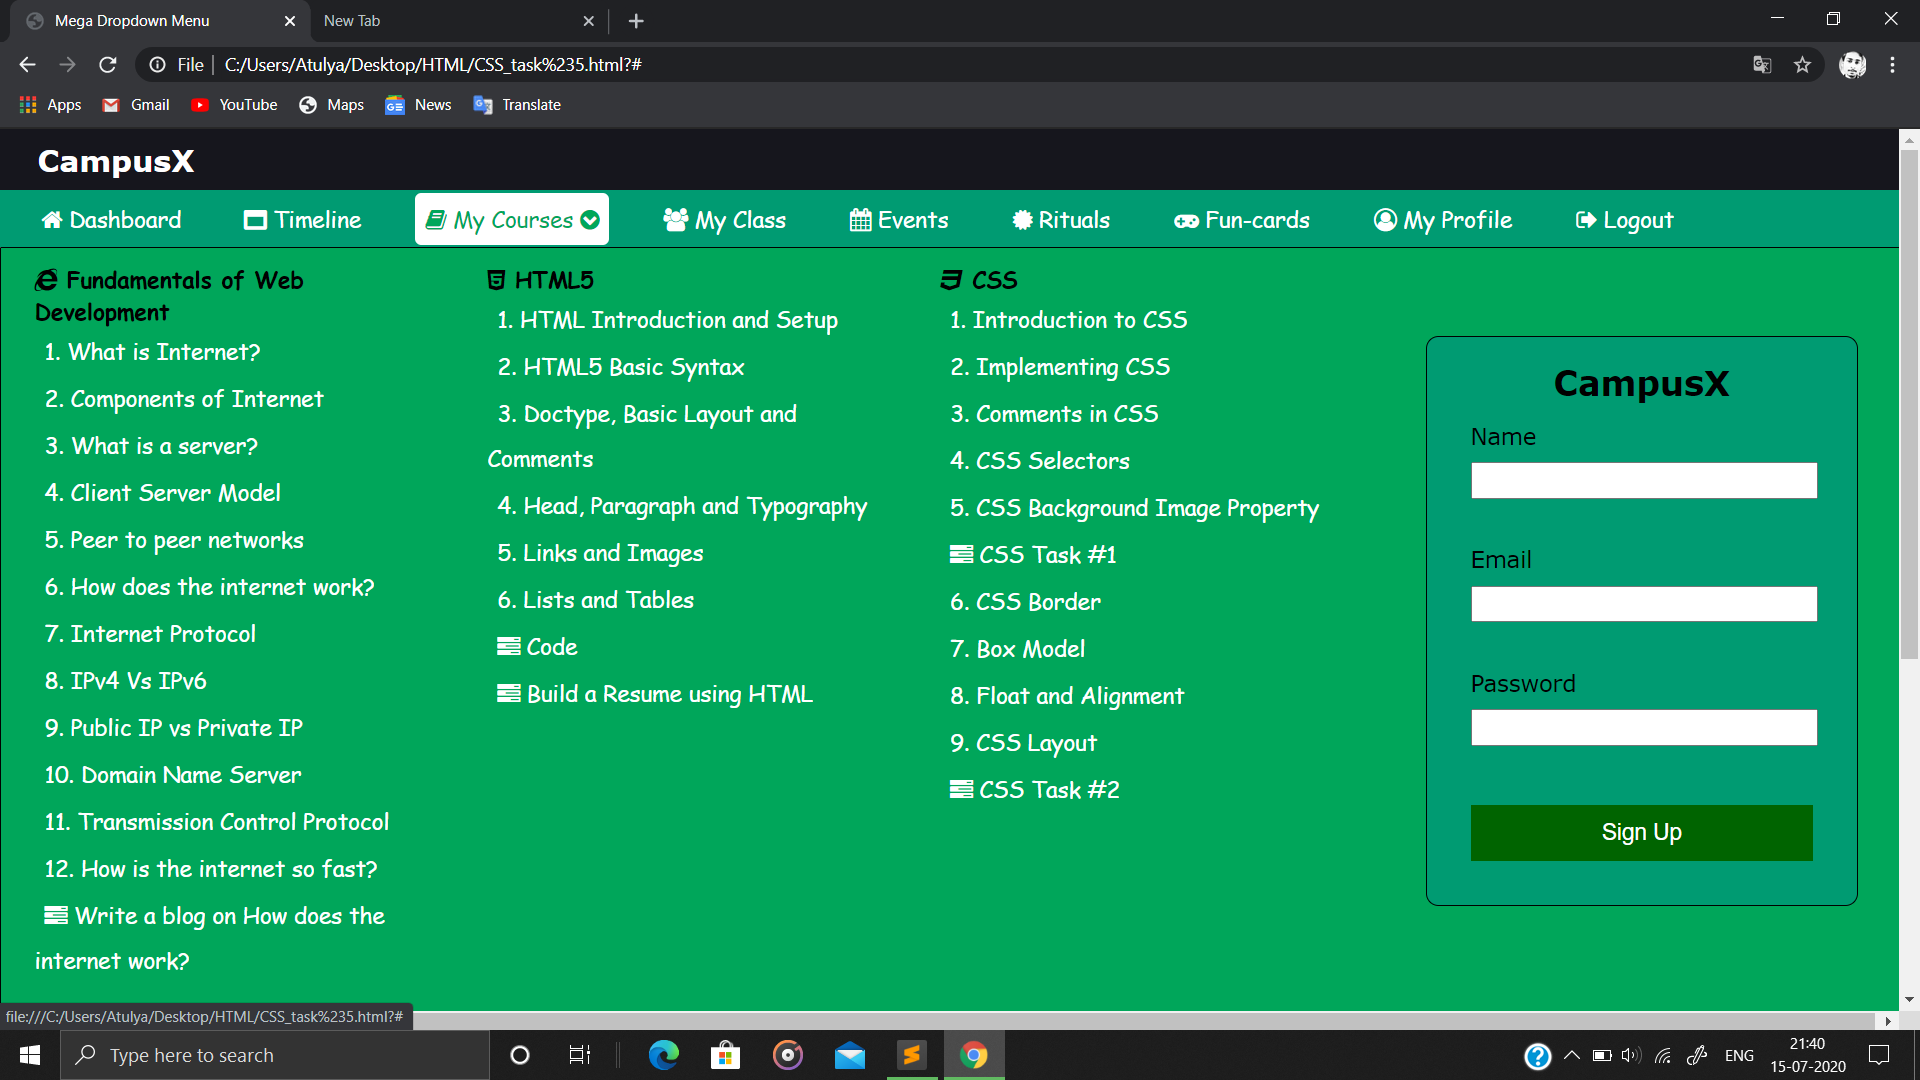 Mega Dropdown Menu
New Tab
File
C:/Users/Atulya/Desktop/HTML/CSS_task%235.html?#
Apps
Gmail
YouTube
Maps
News
Translate
CampusX
Dashboard
Timeline
My Courses
My Class
Events
Rituals
Fun-cards
My Profile
Logout
Fundamentals of Web
Development
1. What is Internet?
2. Components of Internet
3. What is a server?
4. Client Server Model
5. Peer to peer networks
6. How does the internet work?
7. Internet Protocol
8. IPv4 Vs IPv6
9. Public IP vs Private IP
10. Domain Name Server
11. Transmission Control Protocol
12. How is the internet so fast?
Write a blog on How does the
internet work?
HTML5
1. HTML Introduction and Setup
2. HTML5 Basic Syntax
3. Doctype, Basic Layout and
Comments
4. Head, Paragraph and Typography
5. Links and Images
6. Lists and Tables
Code
Build a Resume using HTML
CSS
1. Introduction to CSS
2. Implementing CSS
3. Comments in CSS
4. CSS Selectors
5. CSS Background Image Property
CSS Task #1
6. CSS Border
7. Box Model
8. Float and Alignment
9. CSS Layout
CSS Task #2
CampusX
Name
Email
Password
Sign Up
file:///C:/Users/Atulya/Desktop/HTML/CSS_task%235.html?#
Type here to search
ENG
21:40
15-07-2020